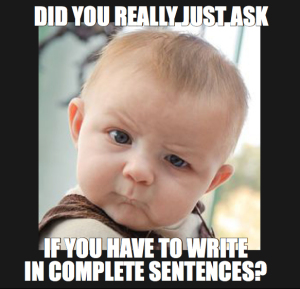 DID YOU REALLY JUST ASK
IF YOU HAVE TO WRITE
IN COMPLETE SENTENCES?